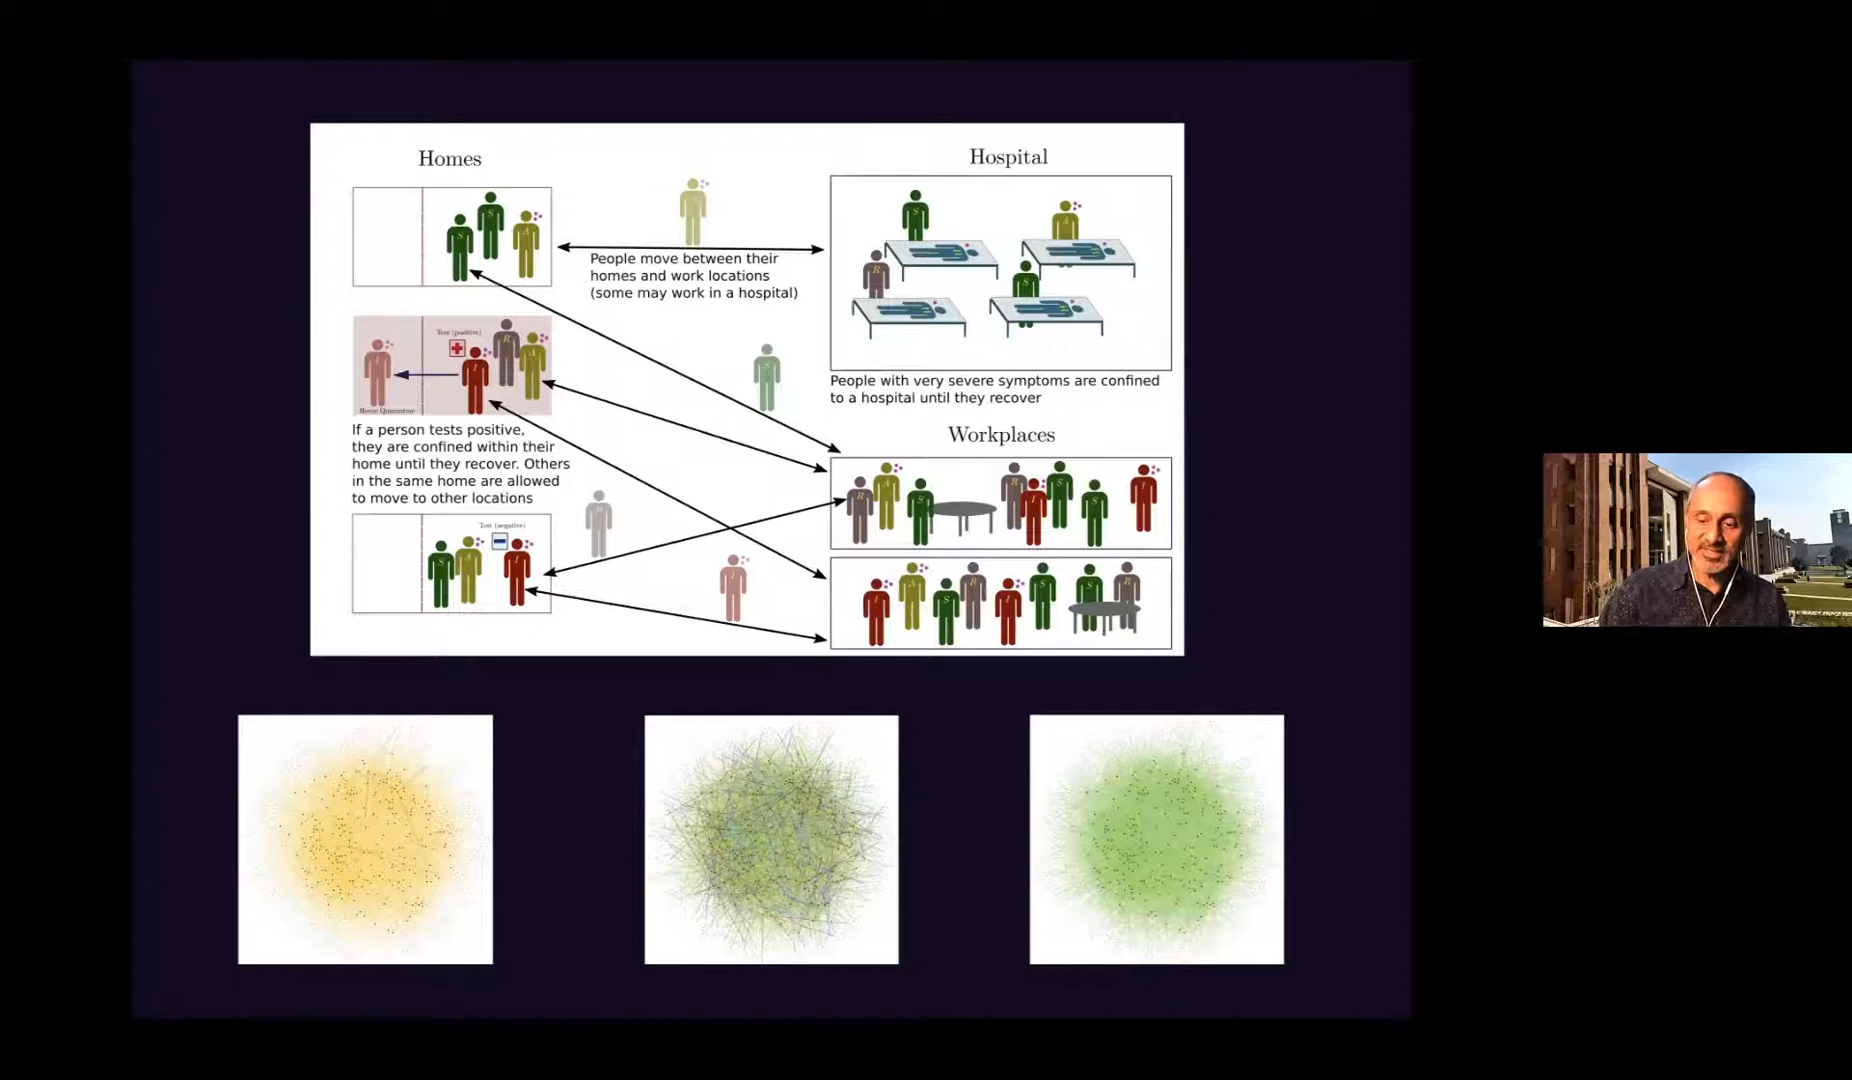 Homes
Hospital
S
S
A
S
A
R
S
People move between their
homes and work locations
(some may work in a hospital)
Test (positive)
R
A
I
S
Home Quarantine
People with very severe symptoms are confined
to a hospital until they recover
Workplaces
If a person tests positive,
they are confined within their
home until they recover. Others
in the same home are allowed
to move to other locations
R
A
S
R
I
S
S
I
Test (negative)
S
A
I
I
A
S
R
I
S
S
R